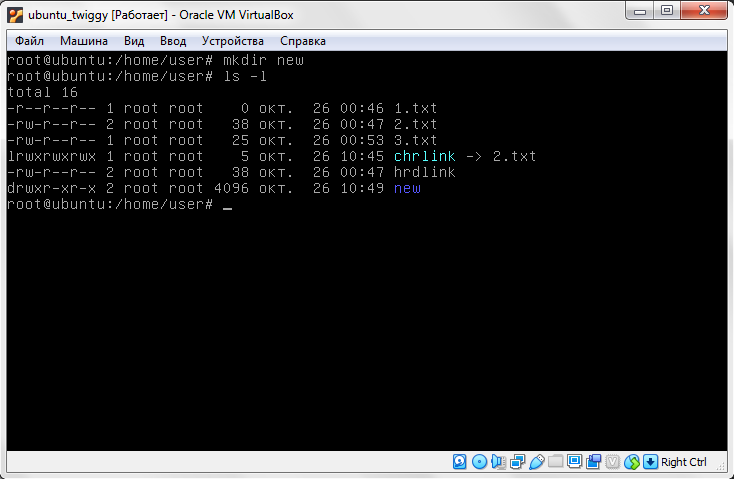 ubuntu_twiggy [Работает] - Oracle VM VirtualBox
Файл Машина Вид Ввод Устройства Справка
root@ubuntu:/home/user# mkdir new
root@ubuntu:/home/user# ls -l
total 16
-r--r--r-- 1 root root    0 окт.  26 00:46 1.txt
-rw-r--r-- 2 root root   38 окт.  26 00:47 2.txt
-rw-r--r-- 1 root root   25 окт.  26 00:53 3.txt
lrwxrwxrwx 1 root root    5 окт.  26 10:45 chrlink -> 2.txt
-rw-r--r-- 2 root root   38 окт.  26 00:47 hrdlink
drwxr-xr-x 2 root root 4096 окт.  26 10:49 new
root@ubuntu:/home/user# _
Right Ctrl